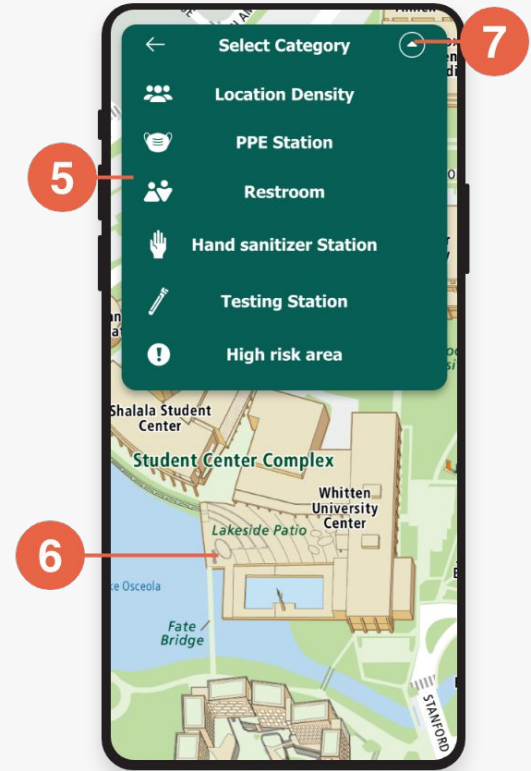 7
Select Category
Location Density
PPE Station
5
Restroom
Hand sanitizer Station
Testing Station
High risk area
Shalala Student
Center
Student Center Complex
Whitten
University
Center
Lakeside Patio
6
Osceola
Fate
Bridge
STANFORD